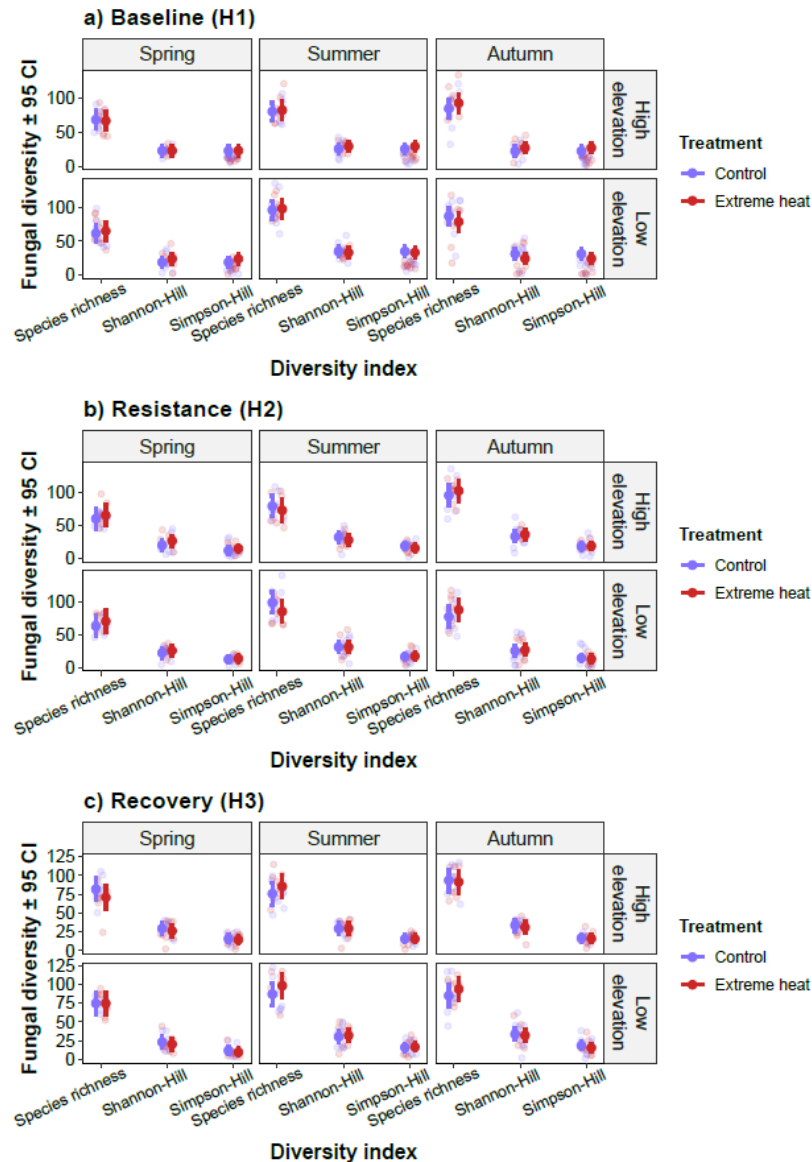 a) Baseline (H1)
Spring Summer Autumn
Fungal diversity ± 95 CI
100
50
0
High elevation
100
50
0
Low elevation
Species richness Shannon-Hill Simpson-Hill Species richness Shannon-Hill Simpson-Hill Species richness Shannon-Hill Simpson-Hill
Diversity index
Treatment
Control
Extreme heat
b) Resistance (H2)
Spring Summer Autumn
Fungal diversity ± 95 CI
100
50
0
High elevation
100
50
0
Low elevation
Species richness Shannon-Hill Simpson-Hill Species richness Shannon-Hill Simpson-Hill Species richness Shannon-Hill Simpson-Hill
Diversity index
Treatment
Control
Extreme heat
c) Recovery (H3)
Spring Summer Autumn
Fungal diversity ± 95 CI
125
100
75
50
25
0
High elevation
125
100
75
50
25
0
Low elevation
Species richness Shannon-Hill Simpson-Hill Species richness Shannon-Hill Simpson-Hill Species richness Shannon-Hill Simpson-Hill
Diversity index
Treatment
Control
Extreme heat